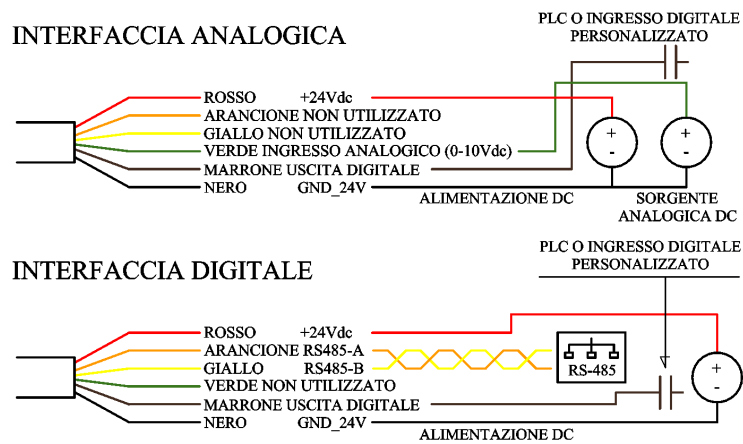 PLC O INGRESSO DIGITALE
PERSONALIZZATO
INTERFACCIA ANALOGICA
ROSSO +24Vdc
ARANCIONE NON UTILIZZATO
GIALLO NON UTILIZZATO
VERDE INGRESSO ANALOGICO (0-10Vdc)
MARRONE USCITA DIGITALE
NERO GND_24V
+
-
+
-
ALIMENTAZIONE DC
SORGENTE
ANALOGICA DC
PLC O INGRESSO DIGITALE
PERSONALIZZATO
INTERFACCIA DIGITALE
ROSSO +24Vdc
ARANCIONE RS485-A
GIALLO RS485-B
VERDE NON UTILIZZATO
MARRONE USCITA DIGITALE
NERO GND_24V
RS-485
+
-
ALIMENTAZIONE DC